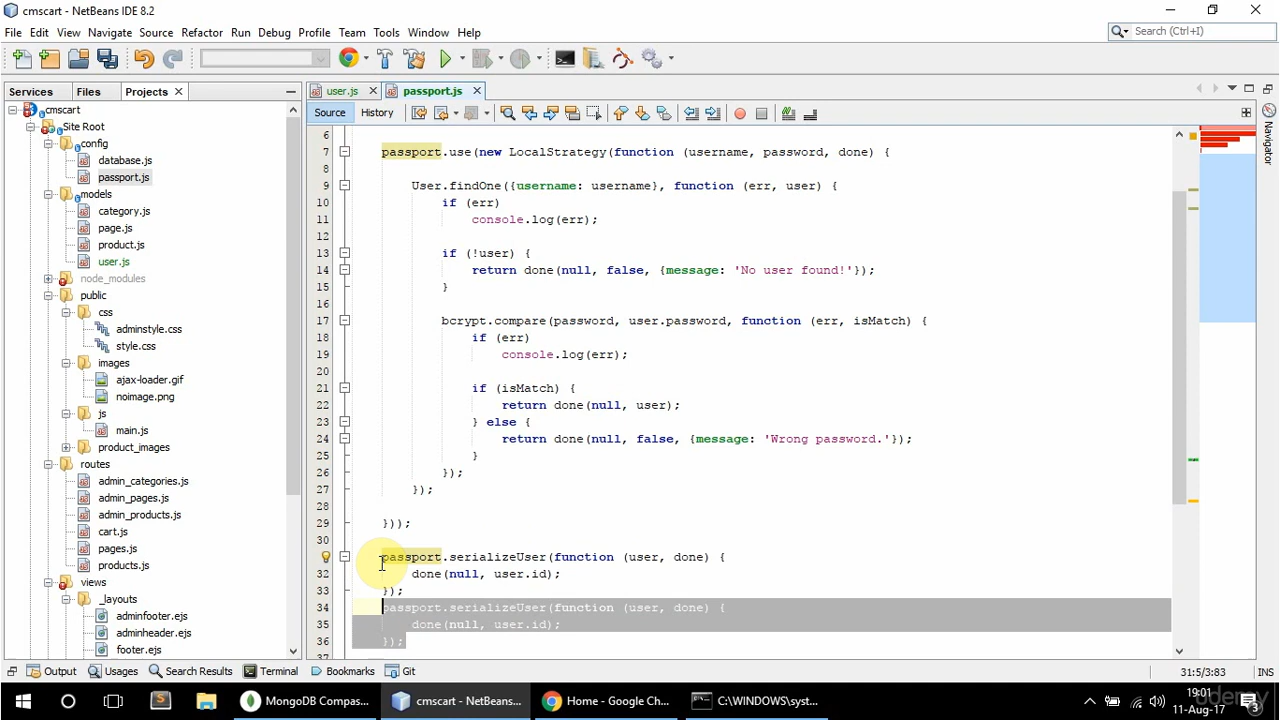 cmscart - NetBeans IDE 8.2
File Edit View Navigate Source Refactor Run Debug Profile Team Tools Window Help
Search (Ctrl+I)
Services Files Projects
user.js passport.js
Source History
Navigator
cmscart
Site Root
config
database.js
passport.js
models
category.js
page.js
product.js
user.js
node_modules
public
css
adminstyle.css
style.css
images
ajax-loader.gif
noimage.png
js
main.js
product_images
routes
admin_categories.js
admin_pages.js
admin_products.js
cart.js
pages.js
products.js
views
_layouts
adminfooter.ejs
adminheader.ejs
footer.ejs
6
7 passport.use(new LocalStrategy(function (username, password, done) {
8
9 User.findOne({username: username}, function (err, user) {
10 if (err)
11 console.log(err);
12
13 if (!user) {
14 return done(null, false, {message: 'No user found!'});
15 }
16
17 bcrypt.compare(password, user.password, function (err, isMatch) {
18 if (err)
19 console.log(err);
20
21 if (isMatch) {
22 return done(null, user);
23 } else {
24 return done(null, false, {message: 'Wrong password.'});
25 }
26 });
27 });
28
29 }));
30
passport.serializeUser(function (user, done) {
32 done(null, user.id);
33 });
34 passport.serializeUser(function (user, done) {
35 done(null, user.id);
36 });
37
Output Usages Search Results Terminal Bookmarks Git
31:5/3:83 INS
MongoDB Compas... cmscart - NetBeans... Home - Google Ch... C:\WINDOWS\syst...
19:01
11-Aug-17
3
udemy